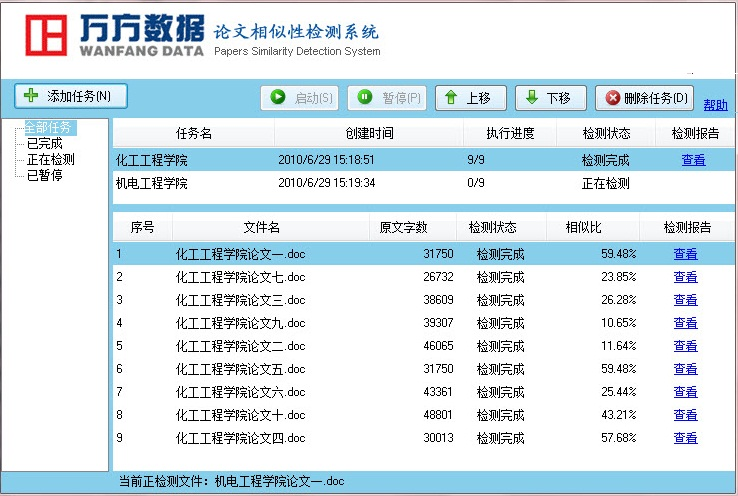 万方数据 论文相似性检测系统
WANFANG DATA Papers Similarity Detection System
添加任务(N) 启动(S) 暂停(P) 上移 下移 删除任务(D) 帮助
全部任务
已完成
正在检测
已暂停
任务名 创建时间 执行进度 检测状态 检测报告
化工工程学院 2010/6/29 15:18:51 9/9 检测完成 查看
机电工程学院 2010/6/29 15:19:34 0/9 正在检测
序号 文件名 原文字数 检测状态 相似比 检测报告
1 化工工程学院论文一.doc 31750 检测完成 59.48% 查看
2 化工工程学院论文七.doc 26732 检测完成 23.85% 查看
3 化工工程学院论文三.doc 38609 检测完成 26.28% 查看
4 化工工程学院论文九.doc 39307 检测完成 10.65% 查看
5 化工工程学院论文二.doc 46065 检测完成 11.64% 查看
6 化工工程学院论文五.doc 31750 检测完成 59.48% 查看
7 化工工程学院论文六.doc 43361 检测完成 25.44% 查看
8 化工工程学院论文十.doc 48801 检测完成 43.21% 查看
9 化工工程学院论文四.doc 30013 检测完成 57.68% 查看
当前正检测文件：机电工程学院论文一.doc